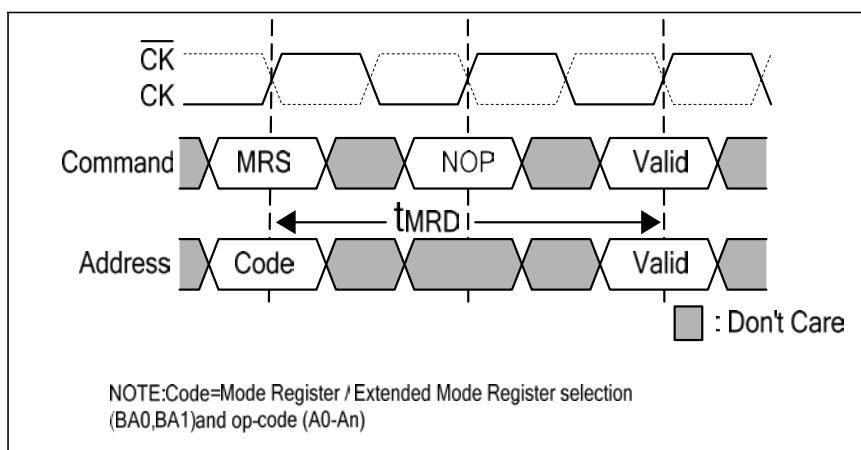 CK
CK
Command MRS NOP Valid
tMRD
Address Code Valid
: Don't Care
NOTE:Code=Mode Register / Extended Mode Register selection
(BA0,BA1)and op-code (A0-An)